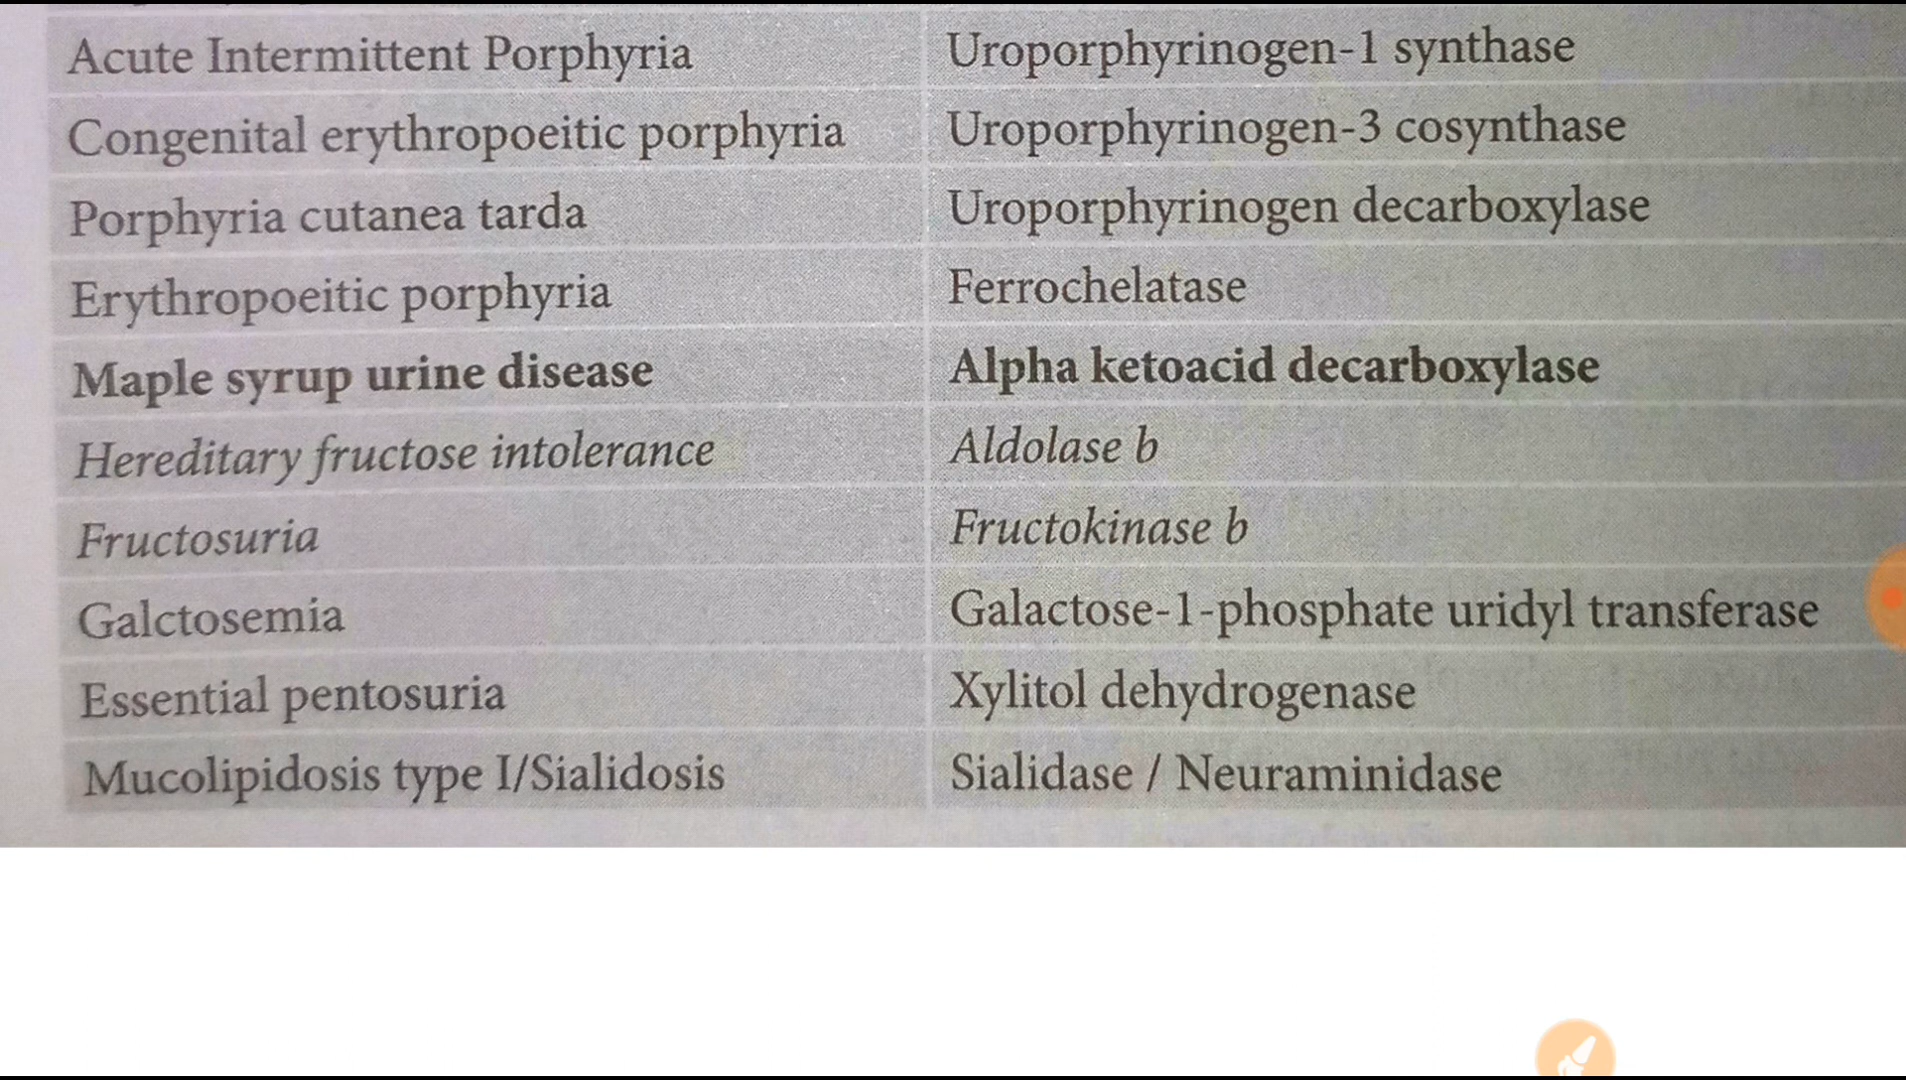 Acute Intermittent Porphyria Uroporphyrinogen-1 synthase
Congenital erythropoeitic porphyria Uroporphyrinogen-3 cosynthase
Porphyria cutanea tarda Uroporphyrinogen decarboxylase
Erythropoeitic porphyria Ferrochelatase
Maple syrup urine disease Alpha ketoacid decarboxylase
Hereditary fructose intolerance Aldolase b
Fructosuria Fructokinase b
Galctosemia Galactose-1-phosphate uridyl transferase
Essential pentosuria Xylitol dehydrogenase
Mucolipidosis type I/Sialidosis Sialidase / Neuraminidase